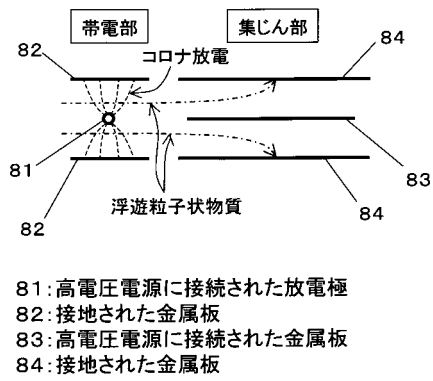 帯電部
集じん部
82
コロナ放電
84
81
83
浮遊粒子状物質
82
84
81:高電圧電源に接続された放電極
82:接地された金属板
83:高電圧電源に接続された金属板
84:接地された金属板